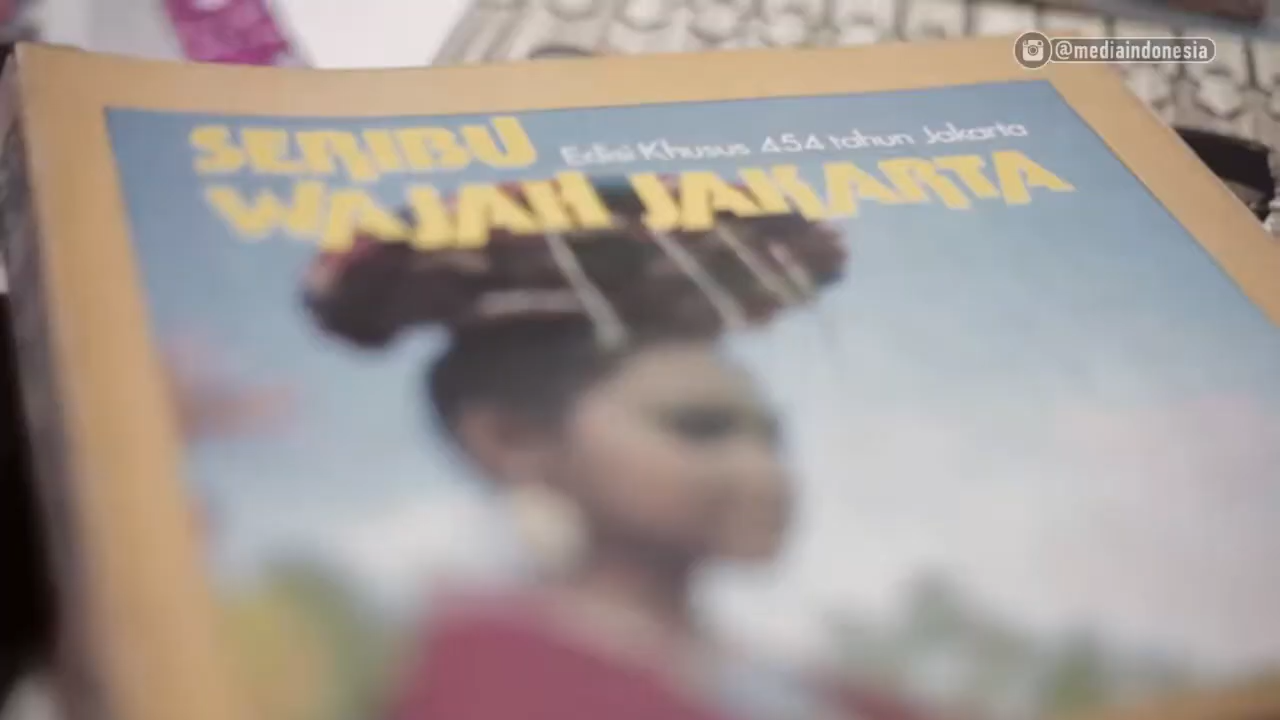 @mediaindonesia
SERIBU
Edisi Khusus 454 tahun Jakarta
WAJAH JAKARTA